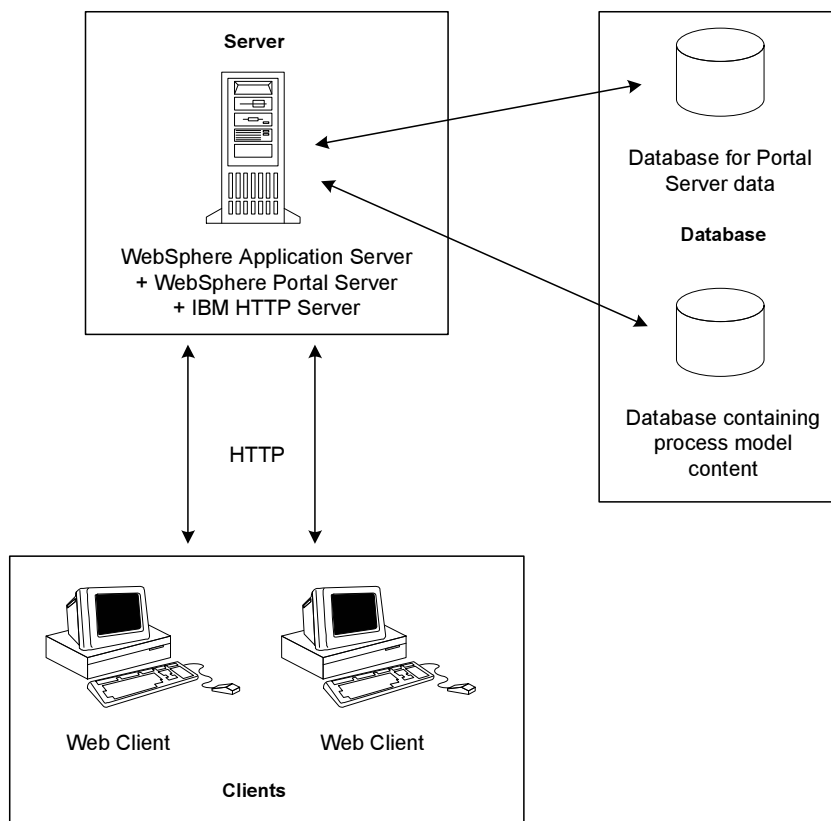 Server
WebSphere Application Server
+ WebSphere Portal Server
+ IBM HTTP Server
Database for Portal
Server data
Database
Database containing
process model
content
HTTP
Web Client
Web Client
Clients